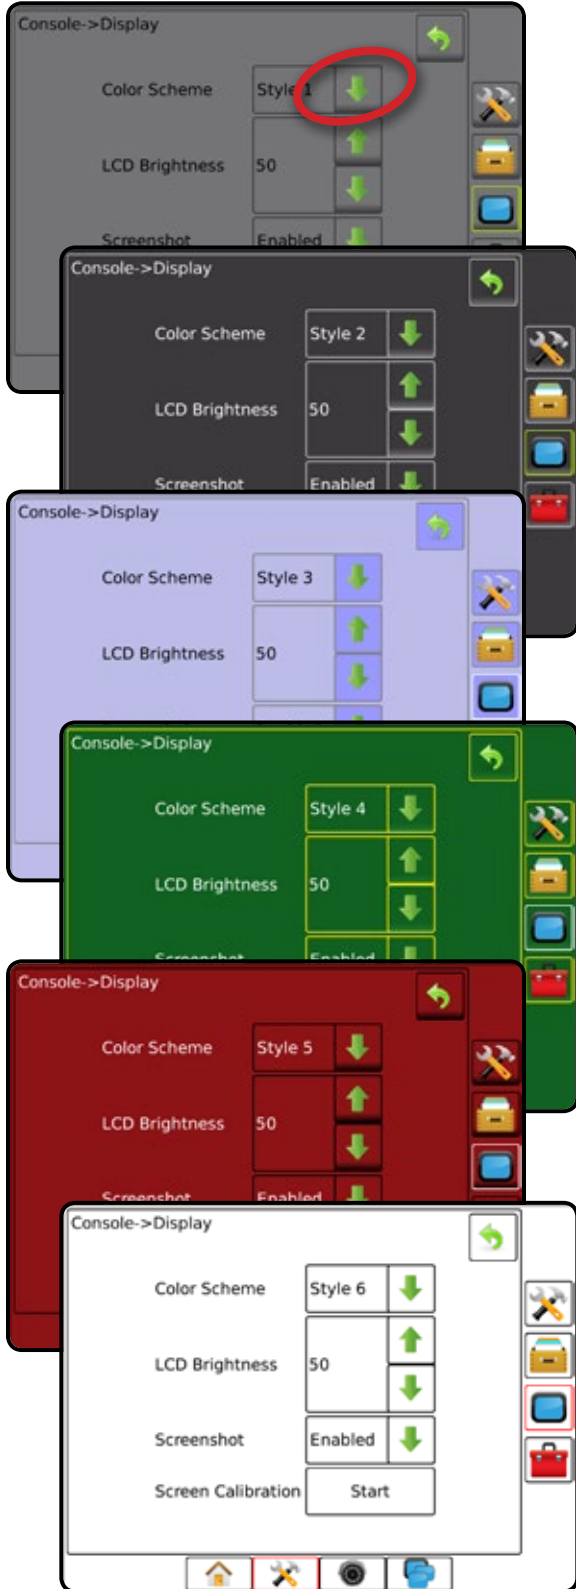 Console->Display
Color Scheme Style 1
LCD Brightness 50
Screenshot Enabled
Console->Display
Color Scheme Style 2
LCD Brightness 50
Screenshot Enabled
Console->Display
Color Scheme Style 3
LCD Brightness 50
Console->Display
Color Scheme Style 4
LCD Brightness 50
Screenshot Enabled
Console->Display
Color Scheme Style 5
LCD Brightness 50
Screenshot Enabled
Console->Display
Color Scheme Style 6
LCD Brightness 50
Screenshot Enabled
Screen Calibration Start